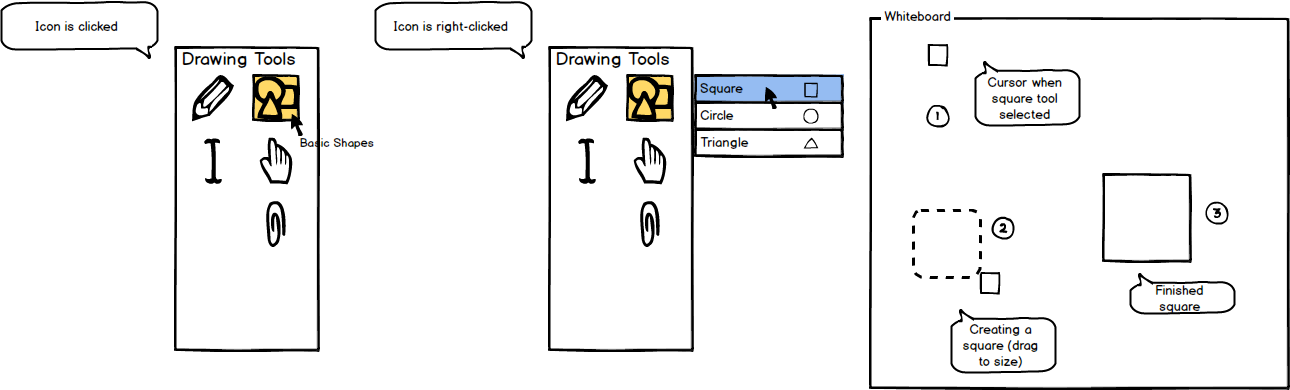 Icon is clicked
Drawing Tools
Basic Shapes
Icon is right-clicked
Drawing Tools
Square
Circle
Triangle
Whiteboard
Cursor when
square tool
selected
1
2
3
Creating a
square (drag
to size)
Finished
square